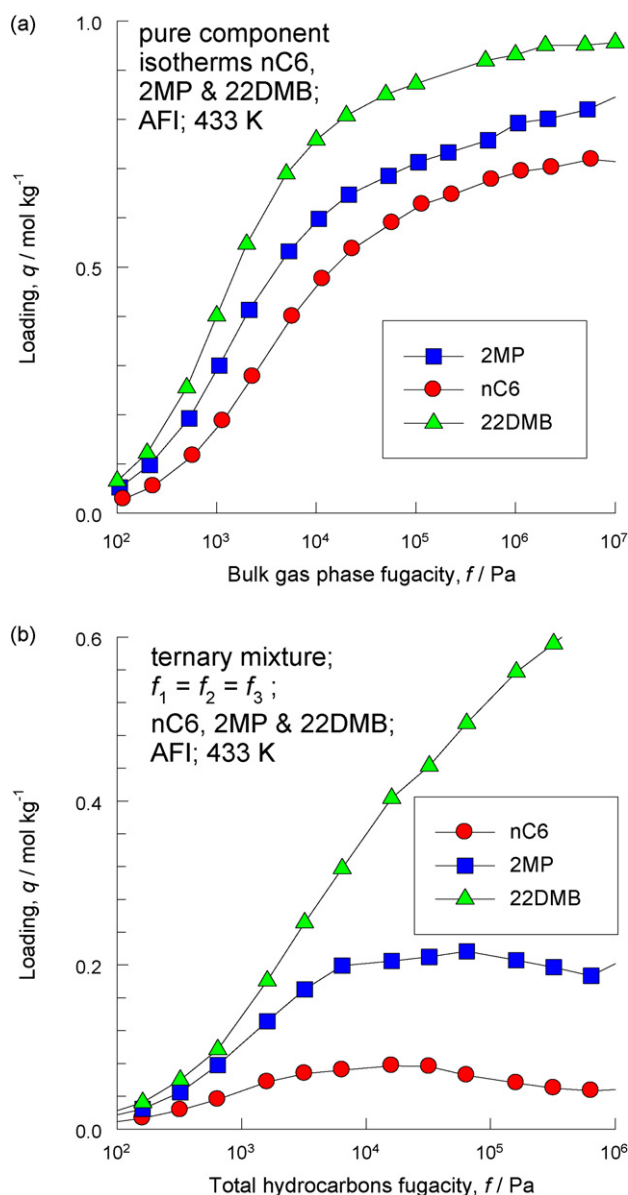 (a)
pure component
isotherms nC6,
2MP & 22DMB;
AFI; 433 K
1.0
0.5
0.0
Loading, q / mol kg⁻¹
2MP
nC6
22DMB
10² 10³ 10⁴ 10⁵ 10⁶ 10⁷
Bulk gas phase fugacity, f / Pa
(b)
ternary mixture;
f₁ = f₂ = f₃ ;
nC6, 2MP & 22DMB;
AFI; 433 K
0.6
0.4
0.2
0.0
Loading, q / mol kg⁻¹
nC6
2MP
22DMB
10² 10³ 10⁴ 10⁵ 10⁶
Total hydrocarbons fugacity, f / Pa